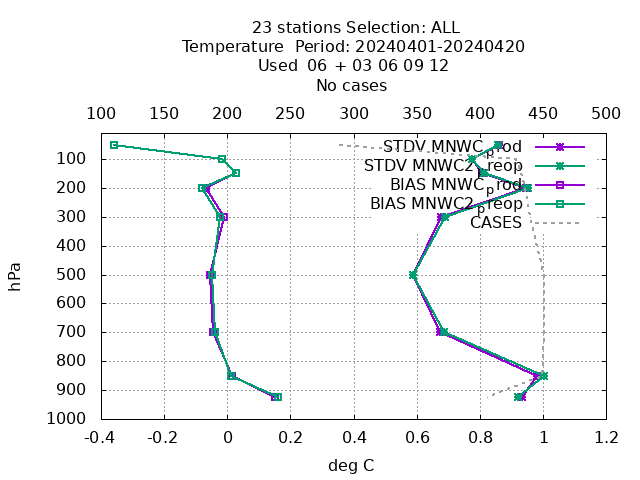 23 stations Selection: ALL
Temperature  Period: 20240401-20240420
Used  06 + 03 06 09 12
No cases
100 150 200 250 300 350 400 450 500
STDV MNWC_prod
STDV MNWC2_preop
BIAS MNWC_prod
BIAS MNWC2_preop
CASES
hPa
100
200
300
400
500
600
700
800
900
1000
-0.4 -0.2 0 0.2 0.4 0.6 0.8 1 1.2
deg C